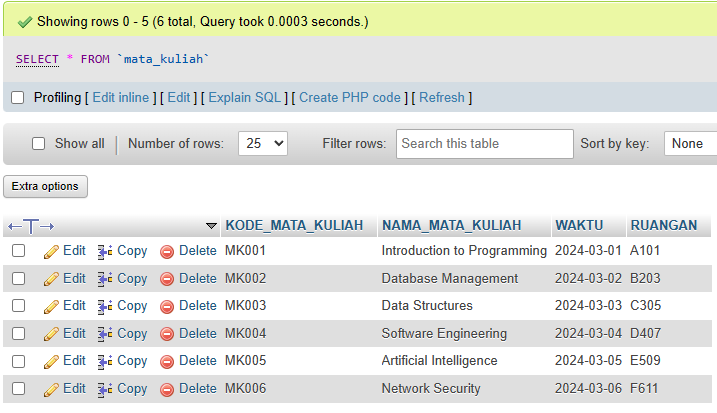 Showing rows 0 - 5 (6 total, Query took 0.0003 seconds.)
SELECT * FROM `mata_kuliah`
Profiling [ Edit inline ] [ Edit ] [ Explain SQL ] [ Create PHP code ] [ Refresh ]
Show all Number of rows: 25 Filter rows: Search this table Sort by key: None
Extra options
KODE_MATA_KULIAH NAMA_MATA_KULIAH WAKTU RUANGAN
Edit Copy Delete MK001 Introduction to Programming 2024-03-01 A101
Edit Copy Delete MK002 Database Management 2024-03-02 B203
Edit Copy Delete MK003 Data Structures 2024-03-03 C305
Edit Copy Delete MK004 Software Engineering 2024-03-04 D407
Edit Copy Delete MK005 Artificial Intelligence 2024-03-05 E509
Edit Copy Delete MK006 Network Security 2024-03-06 F611